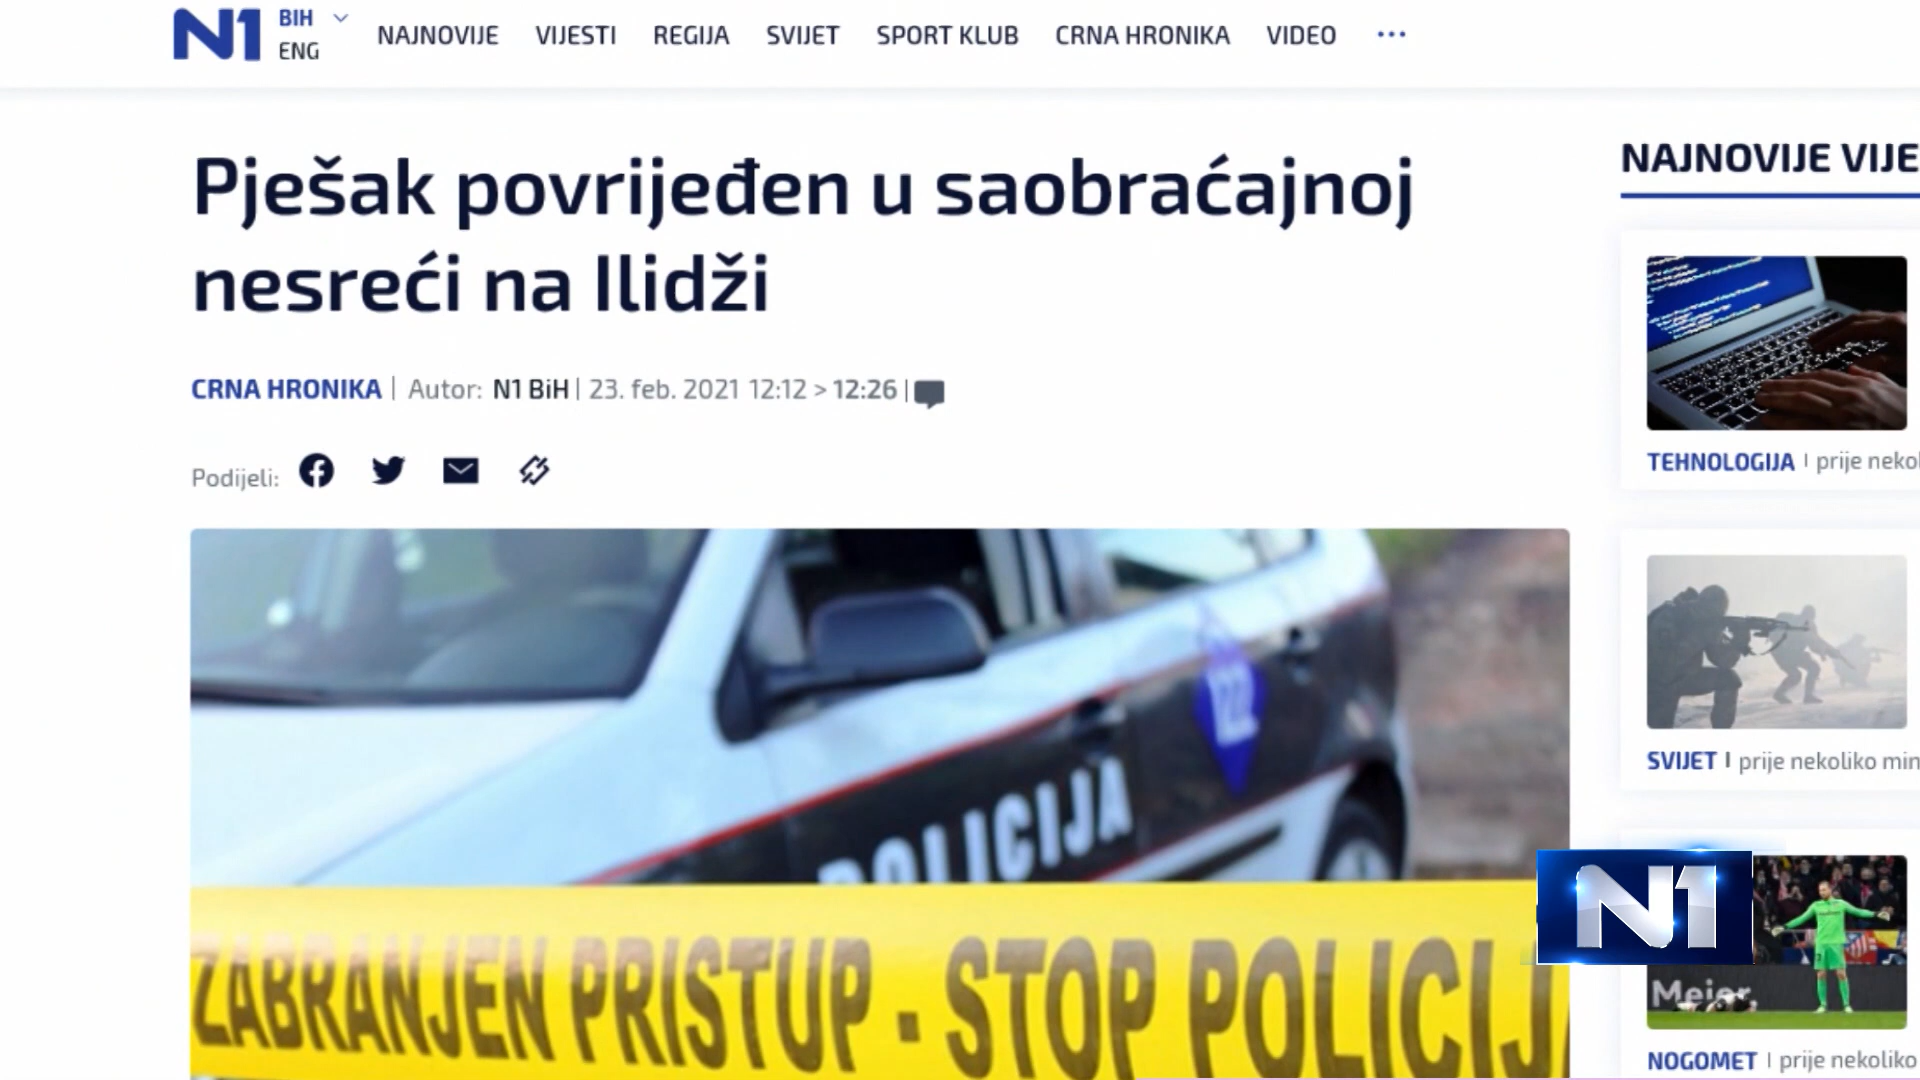 N1
BIH
ENG
NAJNOVIJE VIJESTI REGIJA SVIJET SPORT KLUB CRNA HRONIKA VIDEO
Pješak povrijeđen u saobraćajnoj
nesreći na Ilidži
CRNA HRONIKA | Autor: N1 BiH | 23. feb. 2021 12:12 > 12:26 |
Podijeli:
122
POLICIJA
ZABRANJEN PRISTUP - STOP POLICIJ
NAJNOVIJE VIJE
TEHNOLOGIJA | prije neko
SVIJET | prije nekoliko min
N1
Meier
NOGOMET | prije nekoliko